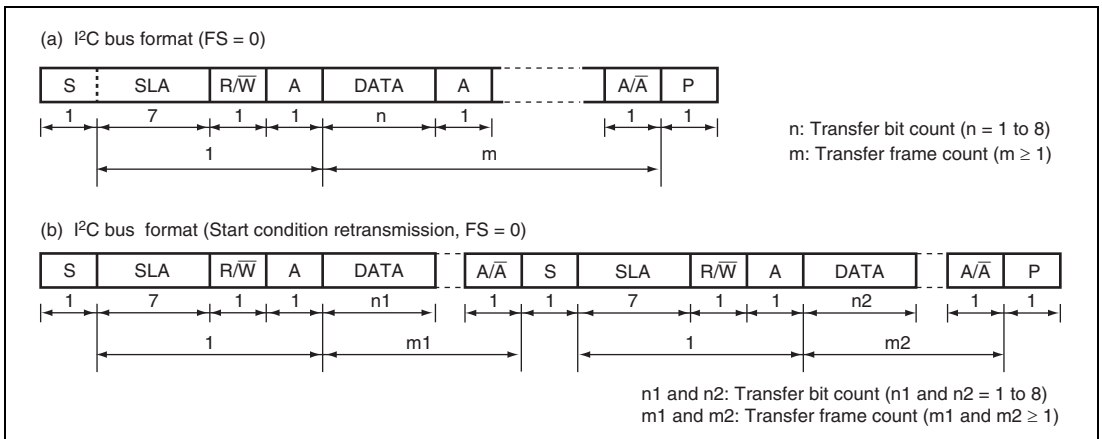 (a) I²C bus format (FS = 0)
S SLA R/W̅ A DATA A A/A̅ P
1 7 1 1 n 1 1 1
1 m
n: Transfer bit count (n = 1 to 8)
m: Transfer frame count (m ≥ 1)
(b) I²C bus format (Start condition retransmission, FS = 0)
S SLA R/W̅ A DATA A/A̅ S SLA R/W̅ A DATA A/A̅ P
1 7 1 1 n1 1 1 7 1 1 n2 1 1
1 m1 1 m2
n1 and n2: Transfer bit count (n1 and n2 = 1 to 8)
m1 and m2: Transfer frame count (m1 and m2 ≥ 1)